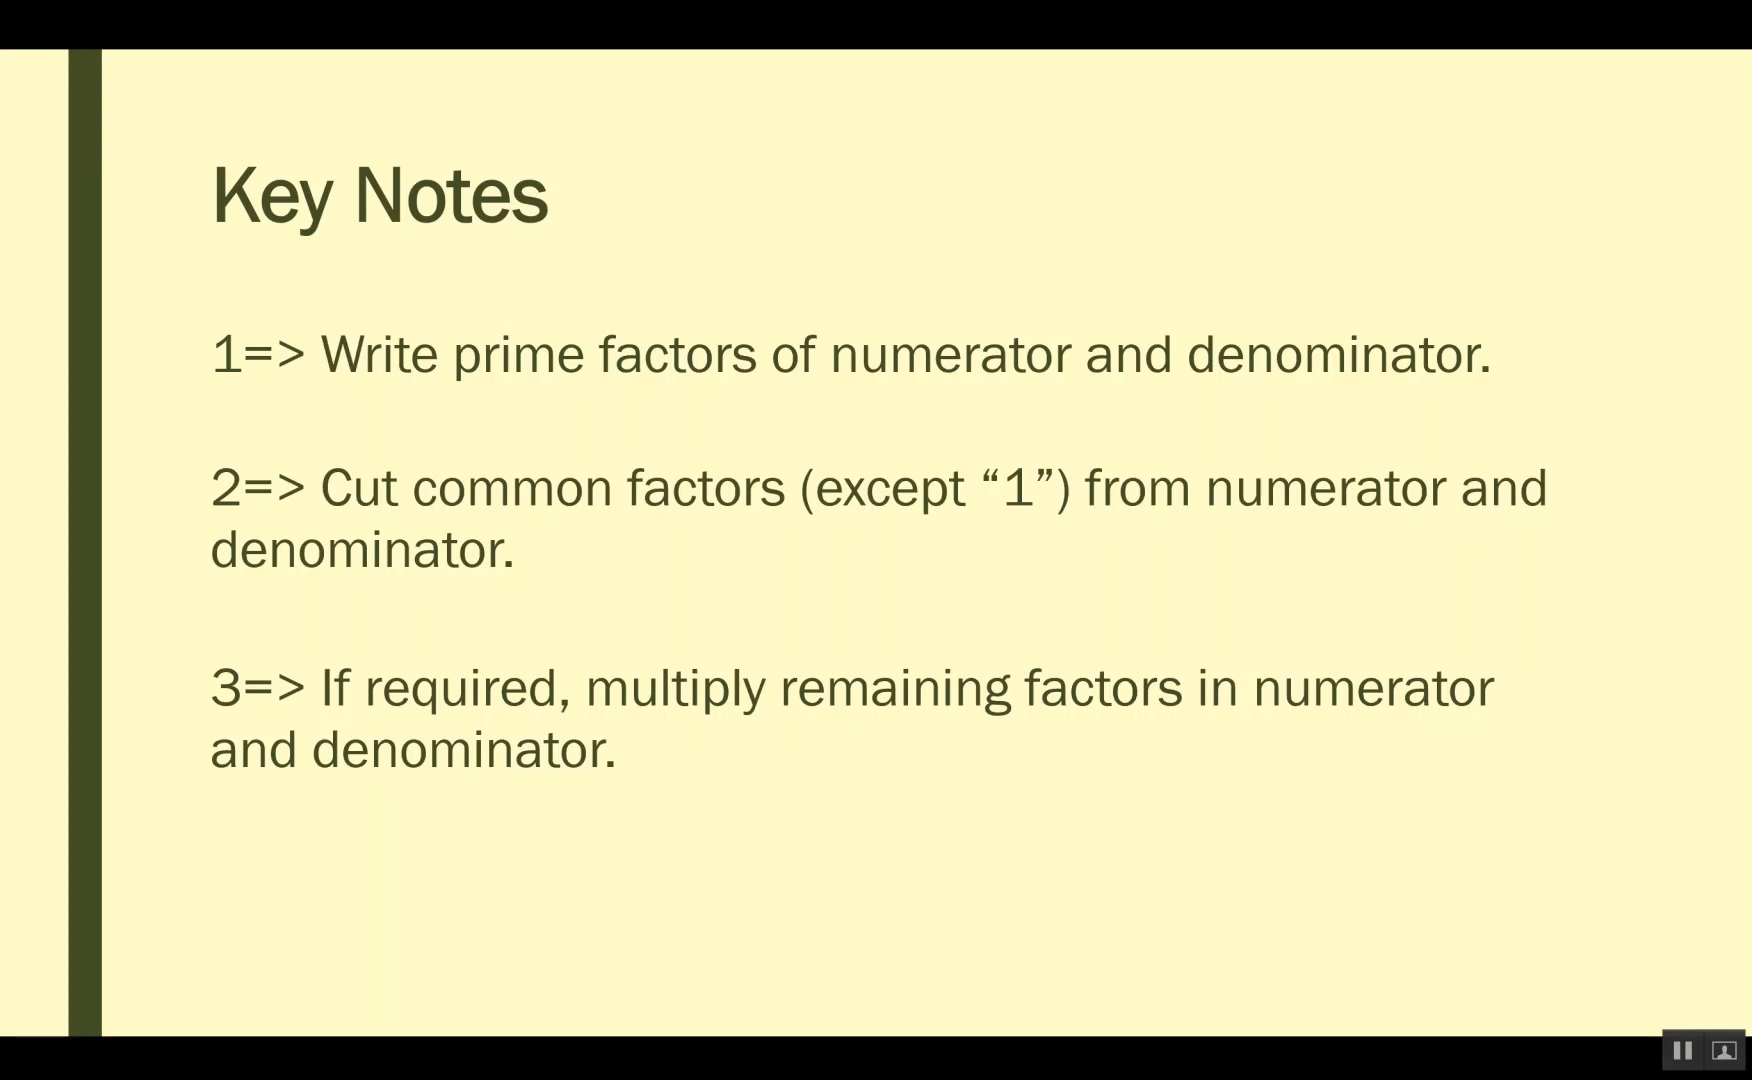 Key Notes
1=> Write prime factors of numerator and denominator.
2=> Cut common factors (except “1”) from numerator and
denominator.
3=> If required, multiply remaining factors in numerator
and denominator.